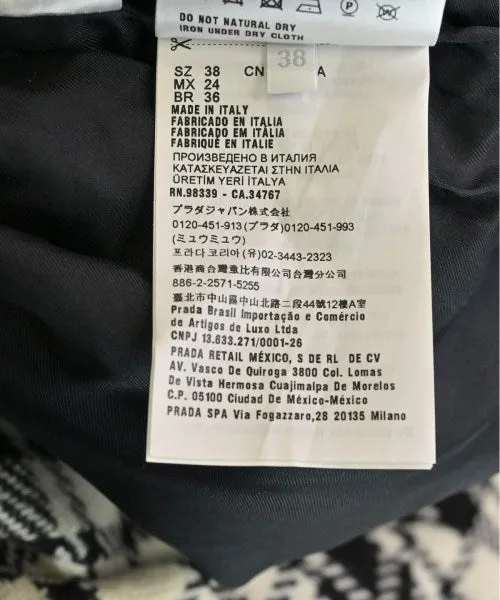 DO NOT NATURAL DRY
IRON UNDER DRY CLOTH
38
SZ 38 CN A
MX 24
BR 36
MADE IN ITALY
FABRICADO EN ITALIA
FABRICADO EM ITÁLIA
FABRIQUÉ EN ITALIE
ПРОИЗВЕДЕНО В ИТАЛИЯ
ΚΑΤΑΣΚΕΥΑΖΕΤΑΙ ΣΤΗΝ ΙΤΑΛΙΑ
ÜRETİM YERİ İTALYA
RN.98339 - CA.34767
プラダジャパン株式会社
0120-451-913(プラダ)0120-451-993
(ミュウミュウ)
프라다코리아(유)02-3443-2323
香港商台灣意比有限公司台灣分公司
886-2-2571-5255
臺北市中山區中山北路二段44號12樓A室
Prada Brasil Importação e Comércio
de Artigos de Luxo Ltda
CNPJ 13.633.271/0001-26
PRADA RETAIL MÉXICO, S DE RL DE CV
AV. Vasco De Quiroga 3800 Col. Lomas
De Vista Hermosa Cuajimalpa De Morelos
C.P. 05100 Ciudad De México-México
PRADA SPA Via Fogazzaro,28 20135 Milano